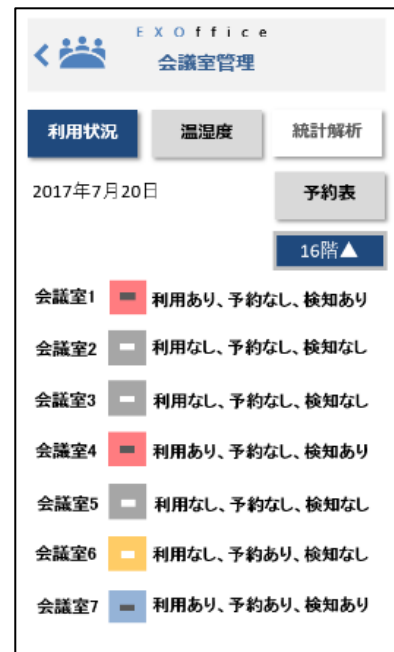 EXOffice
会議室管理
利用状況 温湿度 統計解析
2017年7月20日 予約表
16階▲
会議室1 利用あり、予約なし、検知あり
会議室2 利用なし、予約なし、検知なし
会議室3 利用なし、予約なし、検知なし
会議室4 利用あり、予約なし、検知あり
会議室5 利用なし、予約なし、検知なし
会議室6 利用なし、予約あり、検知なし
会議室7 利用あり、予約あり、検知あり